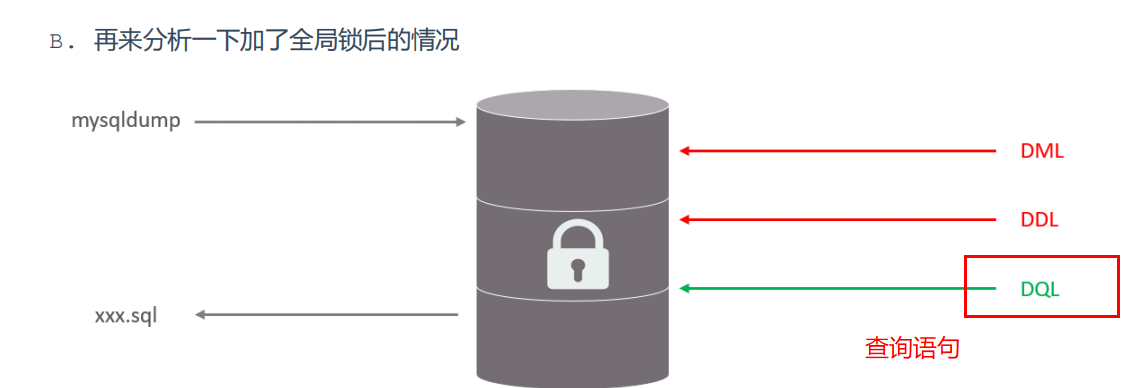 B. 再来分析一下加了全局锁后的情况
mysqldump
DML
DDL
DQL
xxx.sql
查询语句